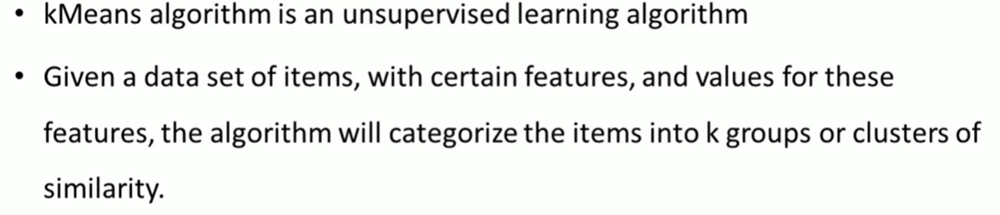 • kMeans algorithm is an unsupervised learning algorithm
• Given a data set of items, with certain features, and values for these
features, the algorithm will categorize the items into k groups or clusters of
similarity.